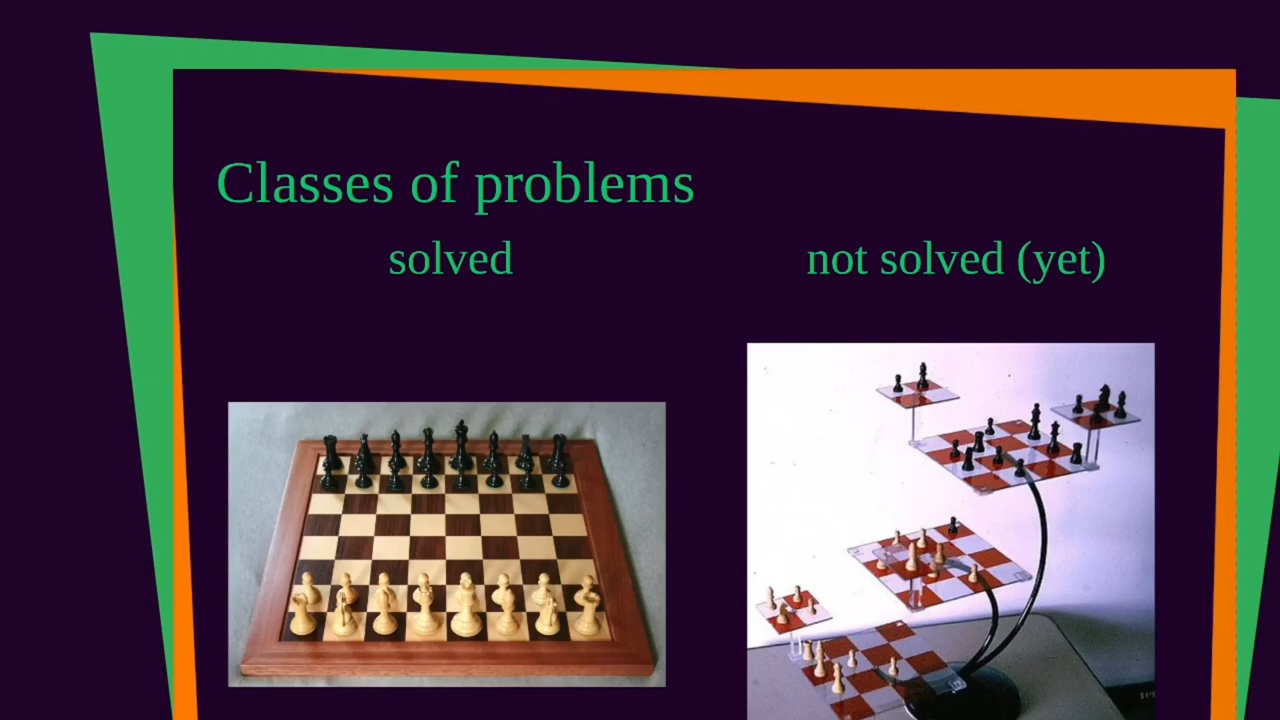 Classes of problems
solved
not solved (yet)